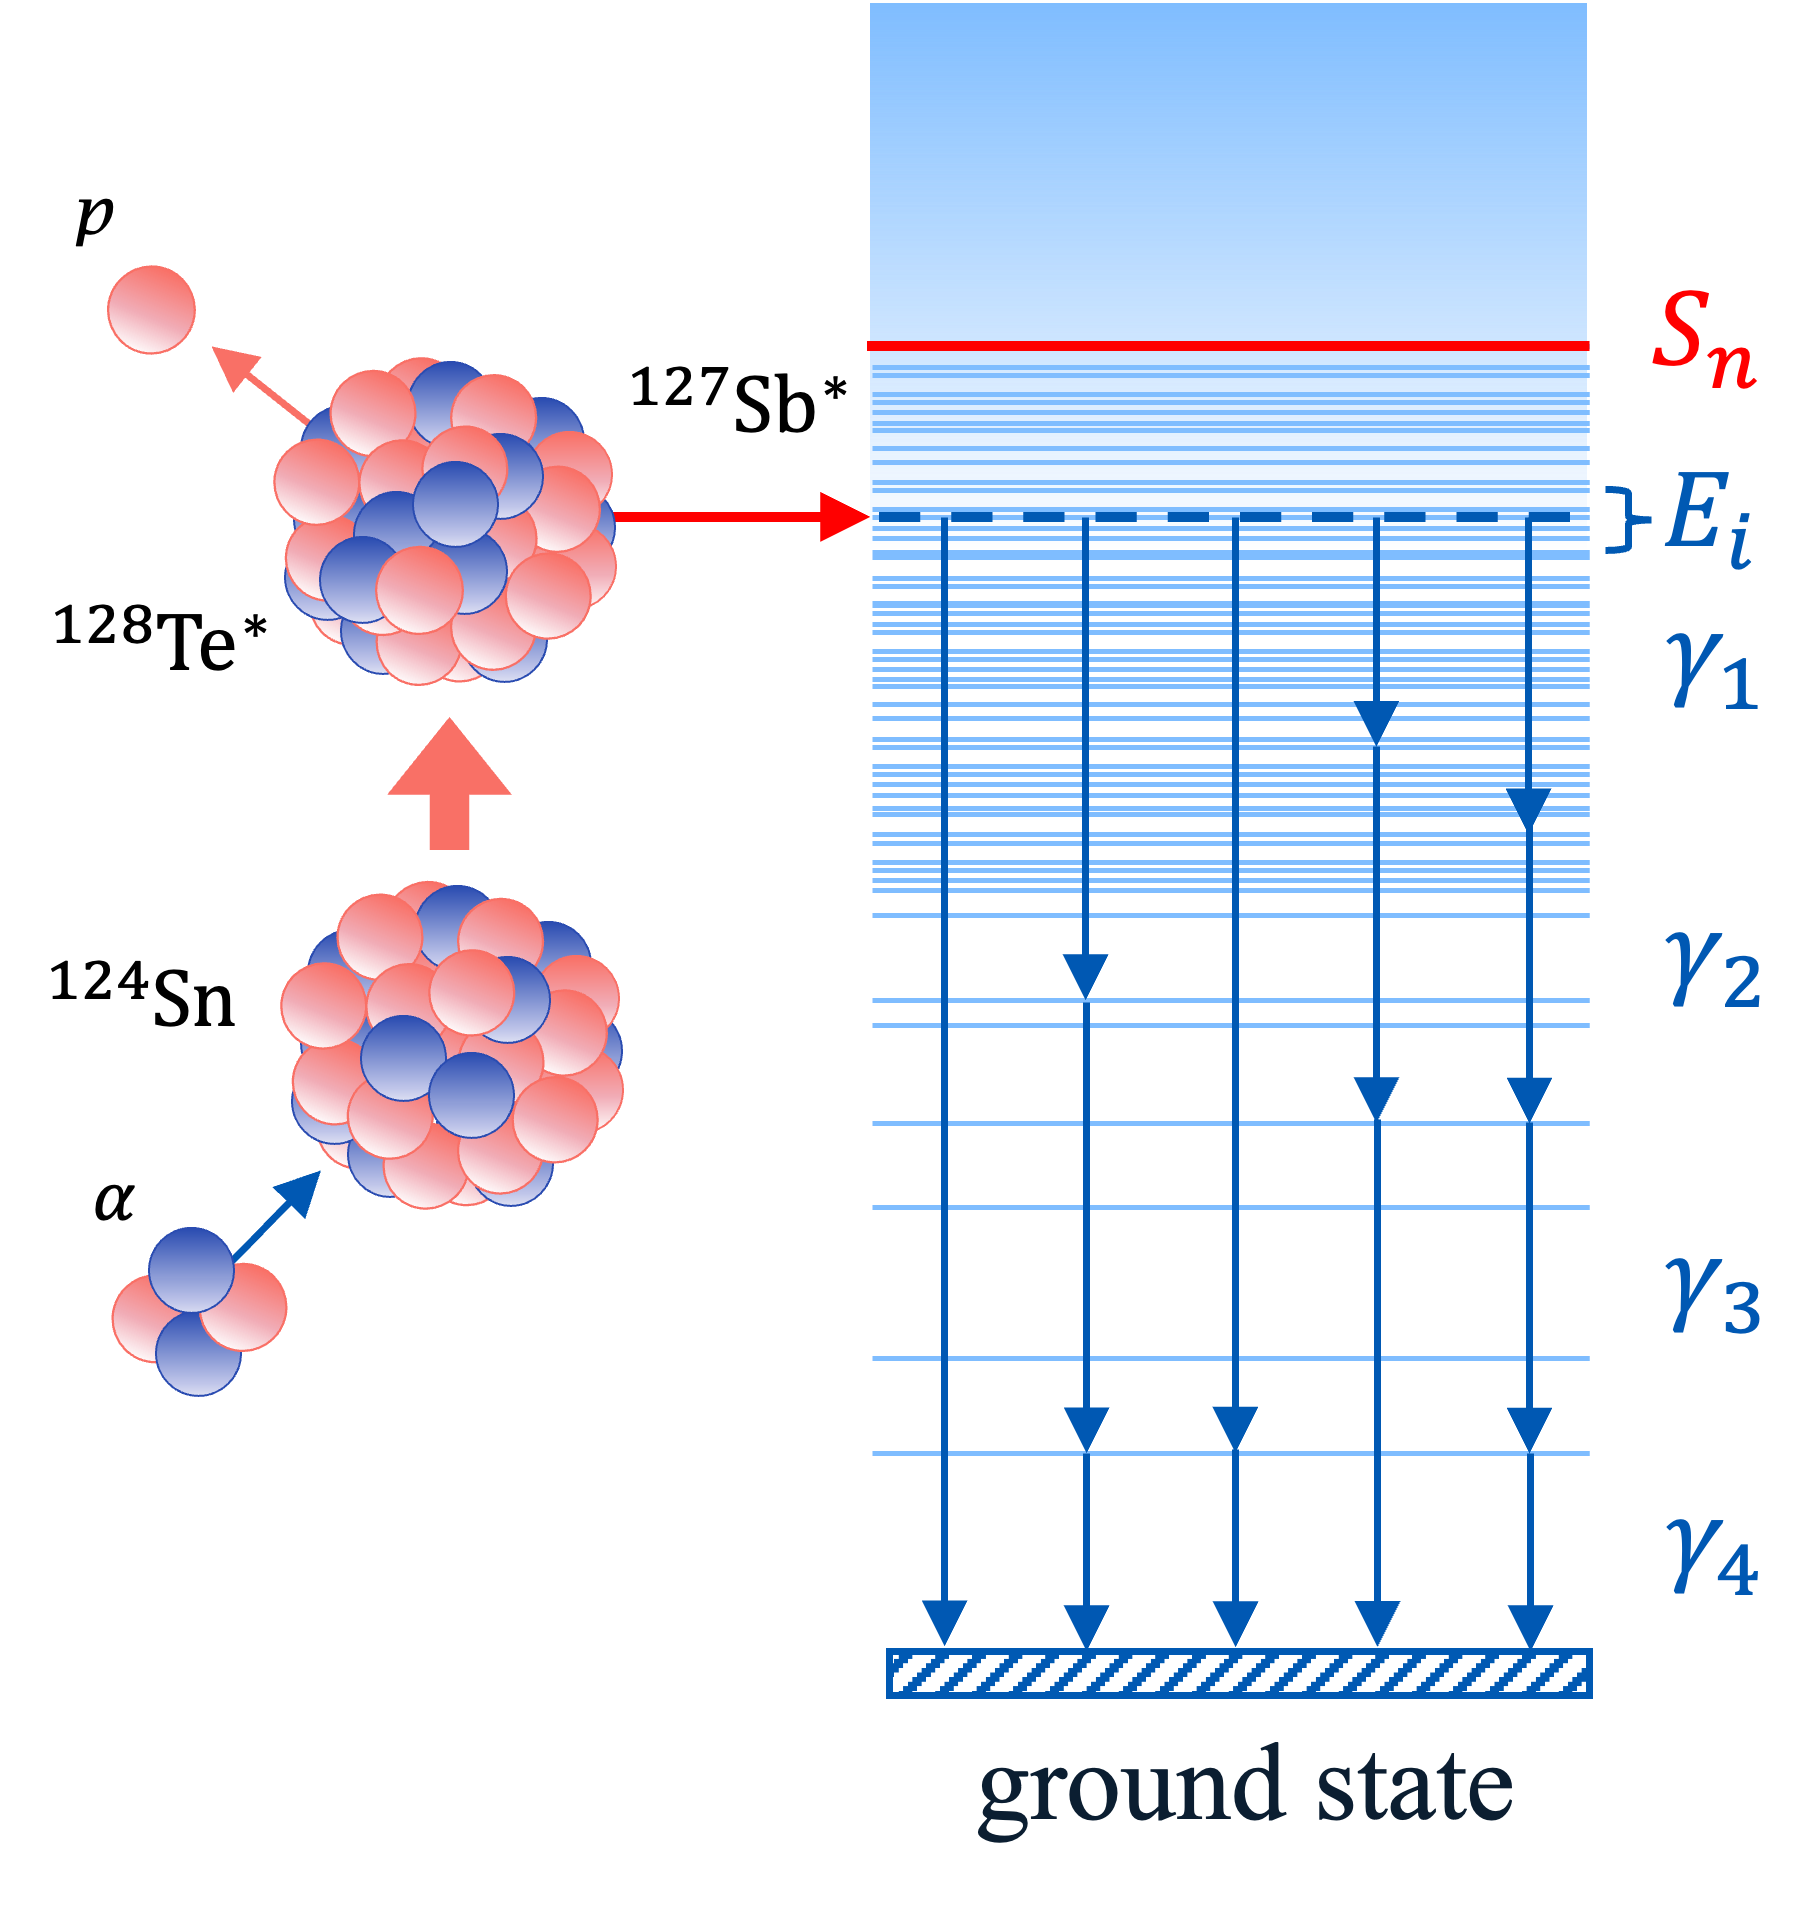 p
¹²⁷Sb*
¹²⁸Te*
¹²⁴Sn
α
Sₙ
Eᵢ
γ₁
γ₂
γ₃
γ₄
ground state